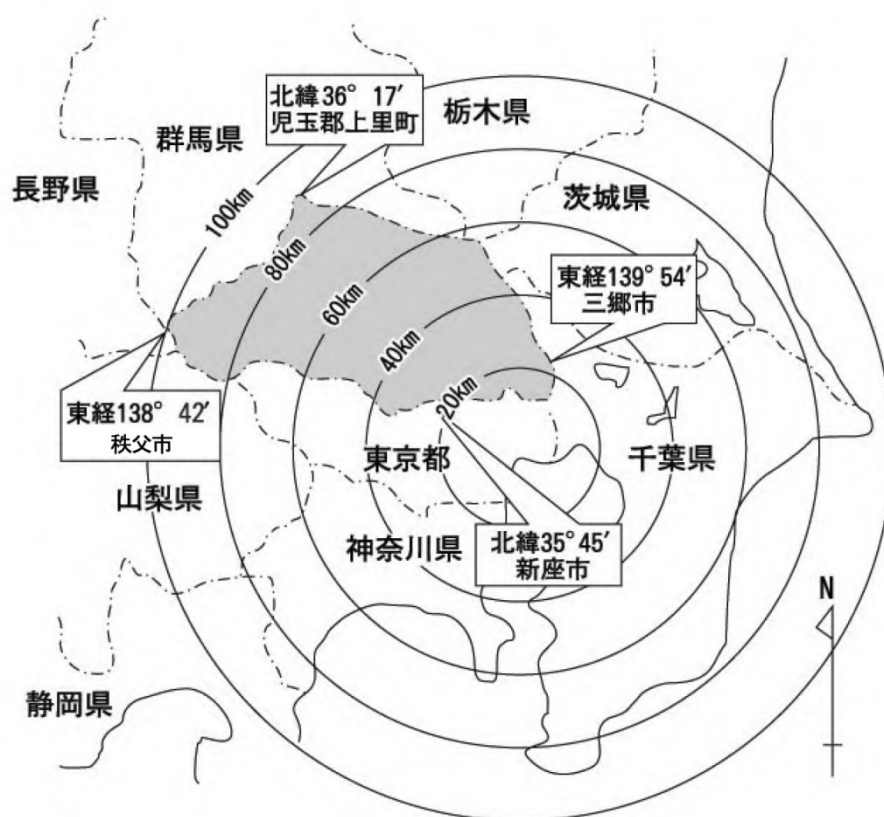 北緯36° 17′
児玉郡上里町
栃木県
群馬県
長野県
100km
茨城県
80km
東経139° 54′
三郷市
60km
40km
20km
東経138° 42′
秩父市
東京都
千葉県
山梨県
神奈川県
北緯35° 45′
新座市
N
静岡県